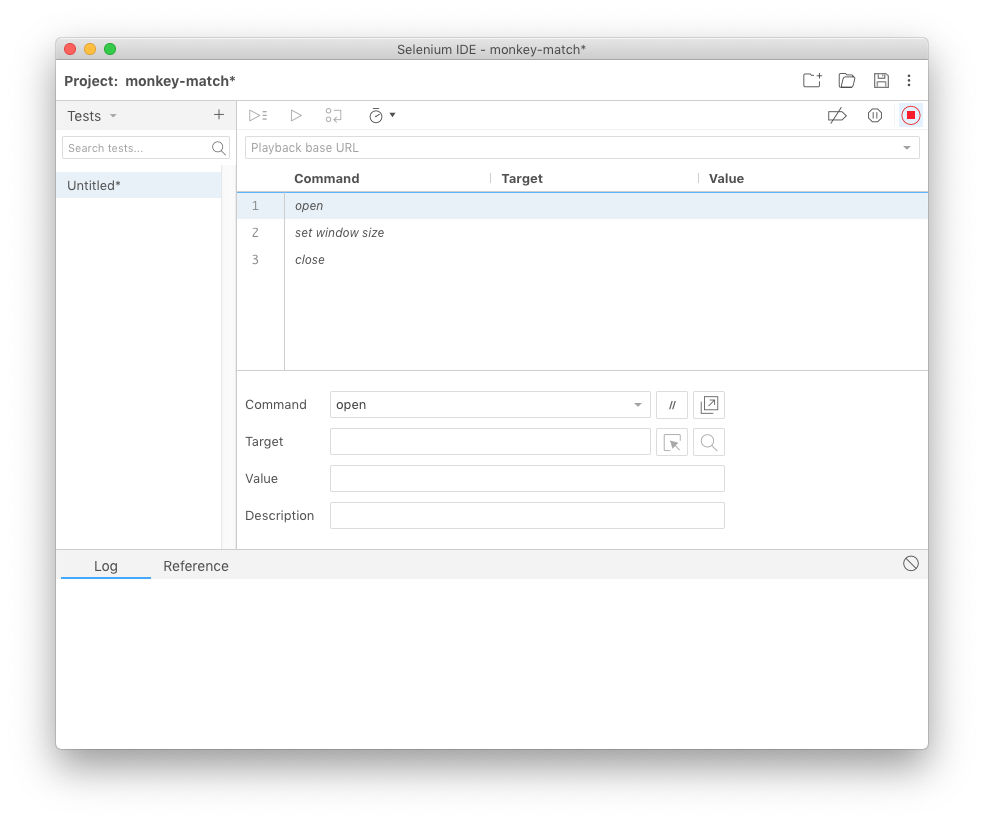 Selenium IDE - monkey-match*
Project: monkey-match*
Tests
Search tests...
Untitled*
Playback base URL
Command Target Value
1 open
2 set window size
3 close
Command open //
Target
Value
Description
Log Reference